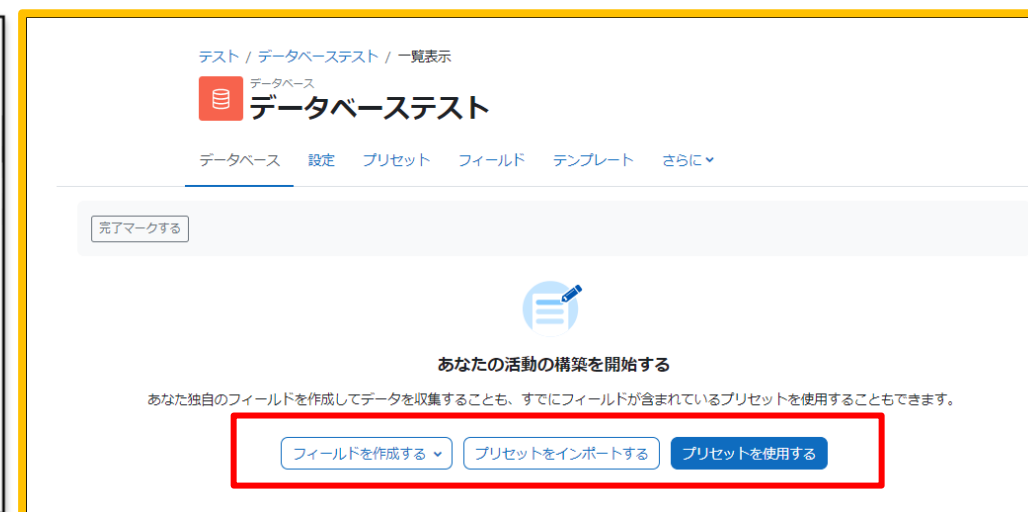 テスト / データベーステスト / 一覧表示
データベース
データベーステスト
データベース 設定 プリセット フィールド テンプレート さらに
完了マークする
あなたの活動の構築を開始する
あなた独自のフィールドを作成してデータを収集することも、すでにフィールドが含まれているプリセットを使用することもできます。
フィールドを作成する プリセットをインポートする プリセットを使用する